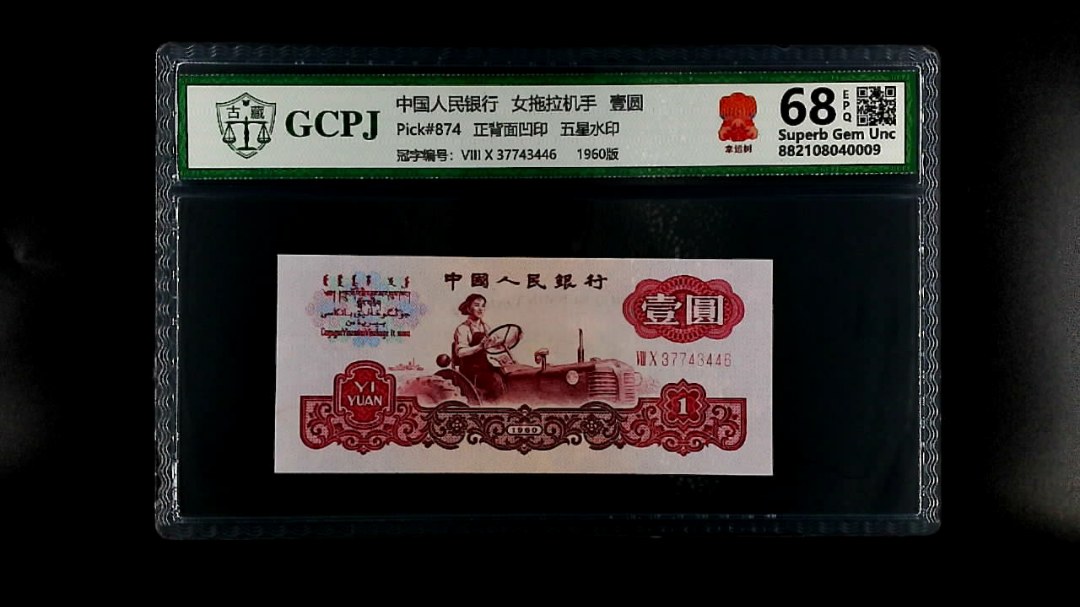 古藏
GCPJ
中国人民银行 女拖拉机手 壹圆
Pick#874 正背面凹印 五星水印
冠字编号：VIII X 37743446 1960版
幸运树
68 EPQ
Superb Gem Unc
882108040009
中國人民銀行
壹圓
VIII X 37743446
YI
YUAN
1960
1